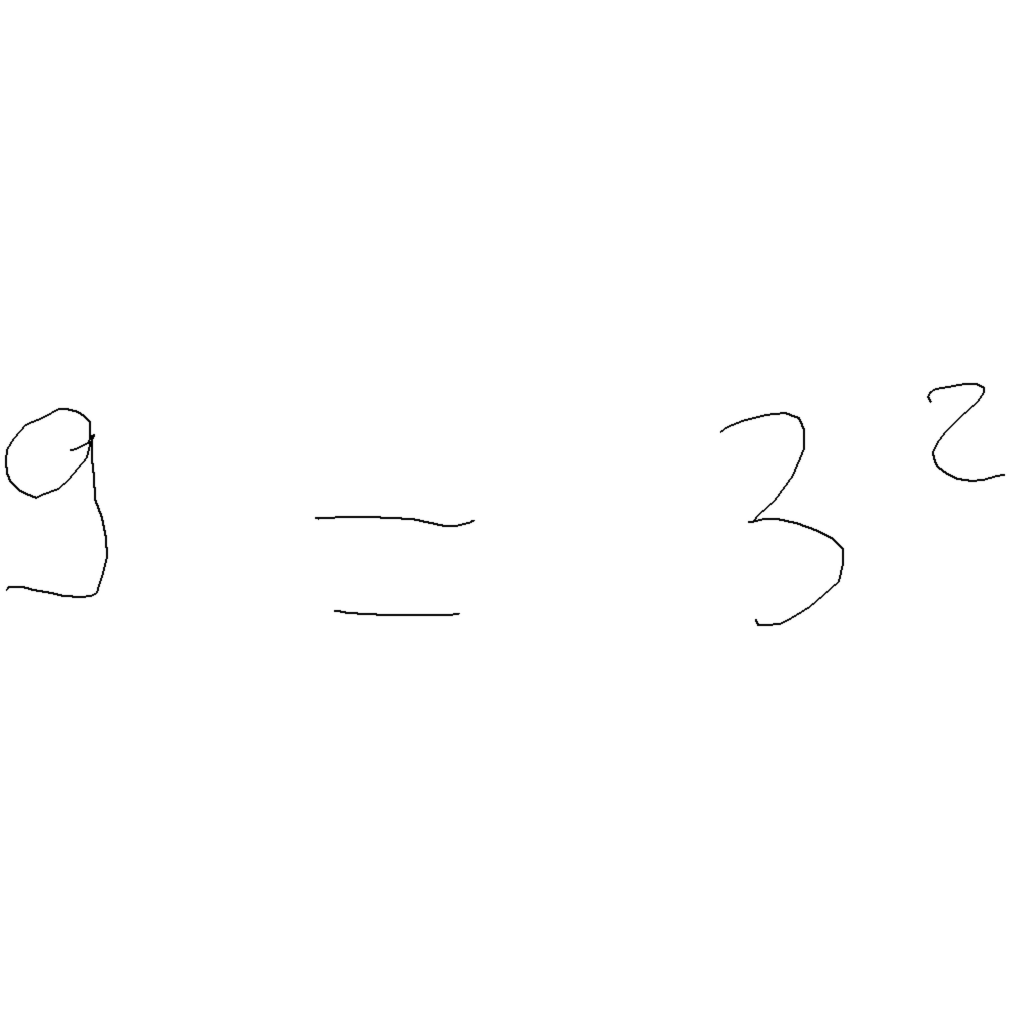 9 = 3²